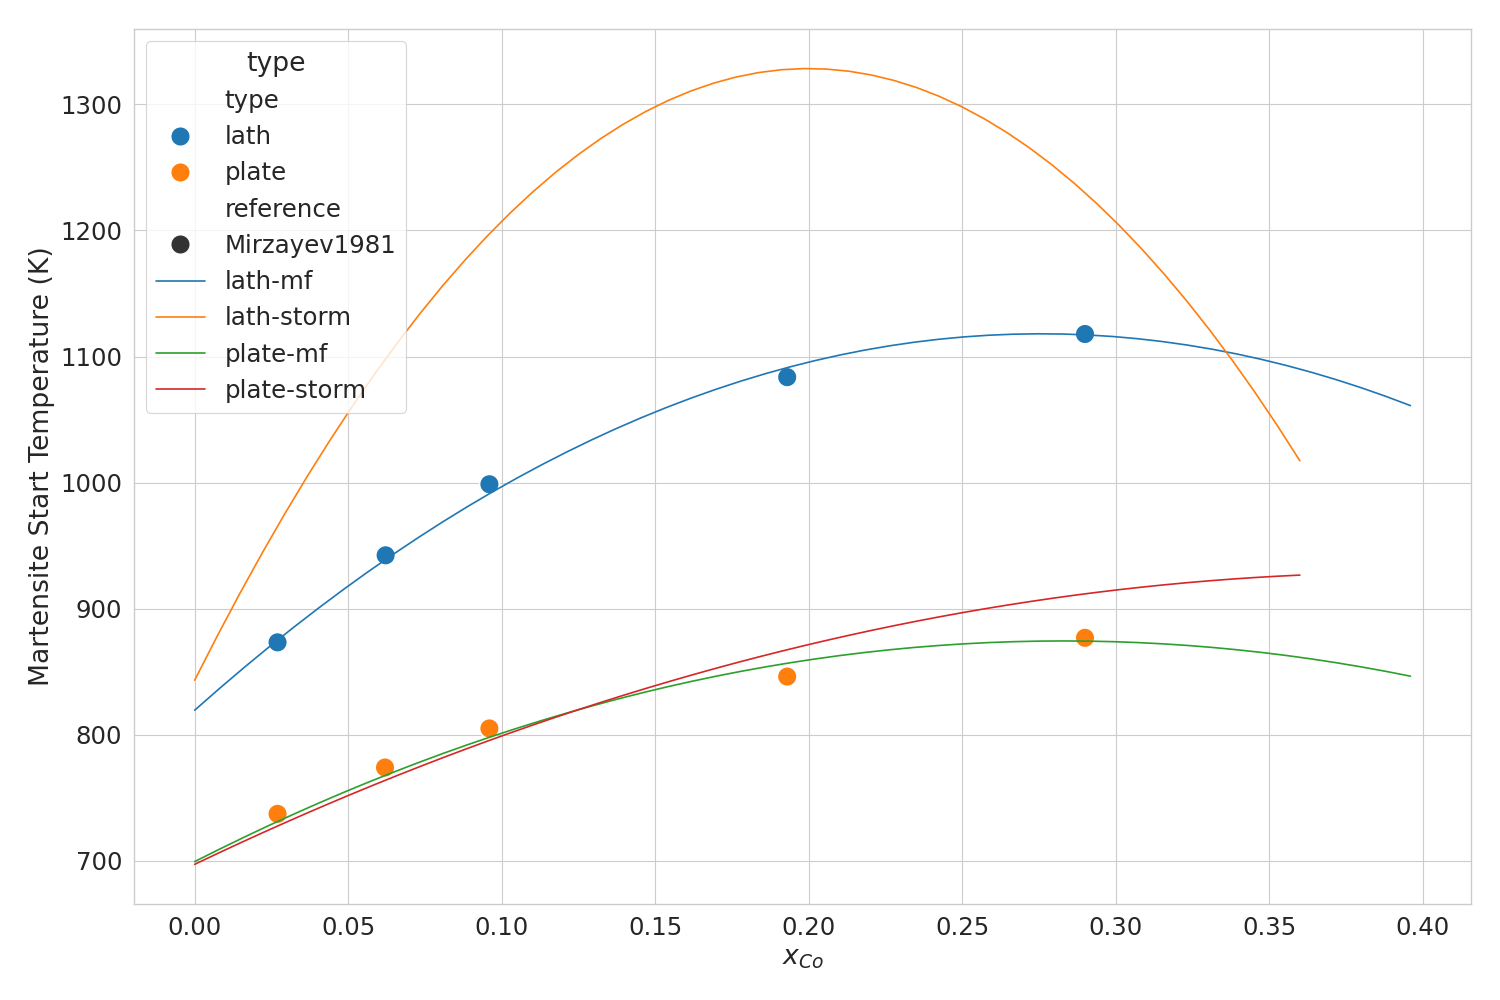 type
type
lath
plate
reference
Mirzayev1981
lath-mf
lath-storm
plate-mf
plate-storm
Martensite Start Temperature (K)
1300
1200
1100
1000
900
800
700
0.00 0.05 0.10 0.15 0.20 0.25 0.30 0.35 0.40
x_{Co}